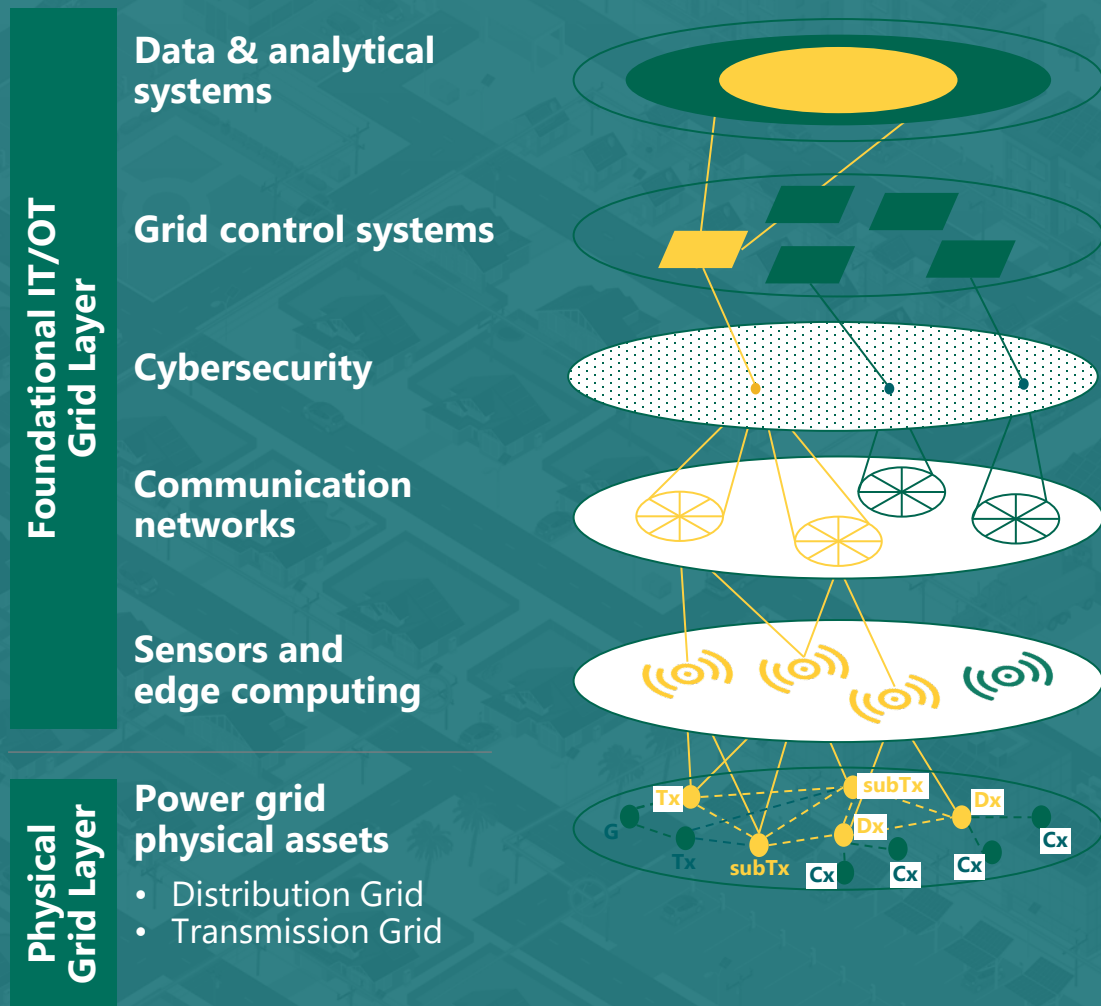 Data & analytical
systems
Grid control systems
Foundational IT/OT
Grid Layer
Cybersecurity
Communication
networks
Sensors and
edge computing
Power grid
physical assets
• Distribution Grid
• Transmission Grid
Physical
Grid Layer
Tx
subTx
Dx
G
Dx
Cx
Tx
subTx
Cx
Cx
Cx